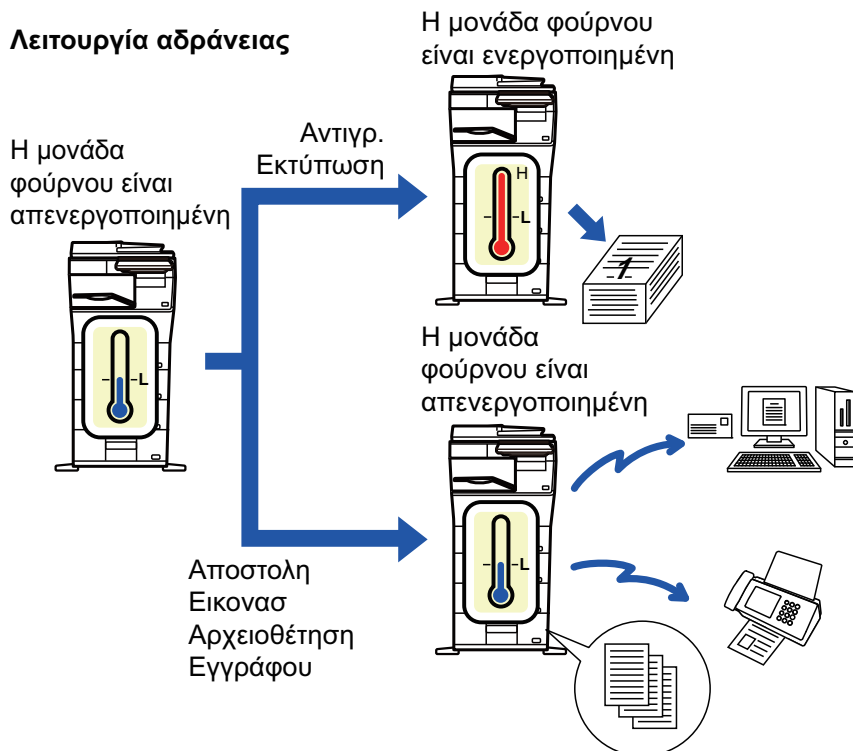 Λειτουργία αδράνειας
Η μονάδα φούρνου
είναι ενεργοποιημένη
Αντιγρ.
Εκτύπωση
Η μονάδα
φούρνου είναι
απενεργοποιημένη
H
L
1
L
Η μονάδα
φούρνου είναι
απενεργοποιημένη
L
Αποστολη
Εικονασ
Αρχειοθέτηση
Εγγράφου